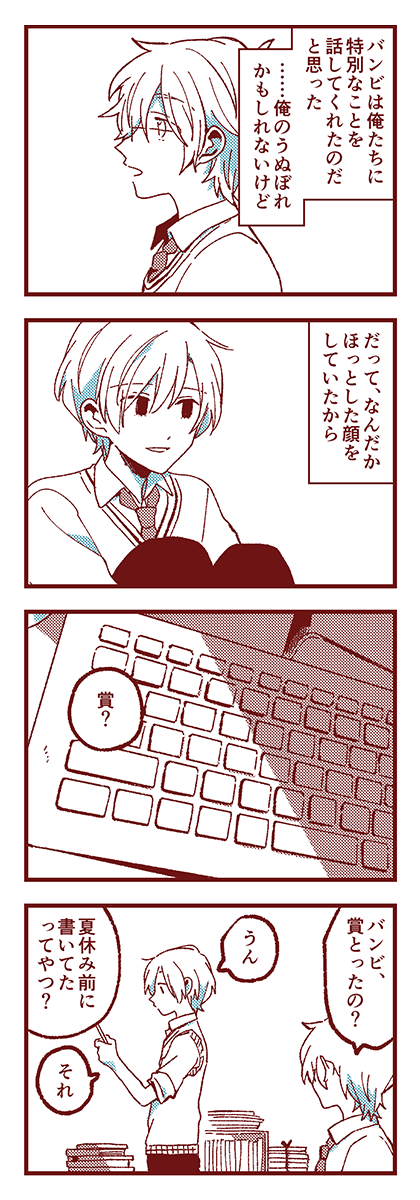 バンビは俺たちに
特別なことを
話してくれたのだ
と思った
……俺のうぬぼれ
かもしれないけど
だって、なんだか
ほっとした顔を
していたから
賞?
バンビ、
賞とったの?
うん
夏休み前に
書いてた
ってやつ?
それ